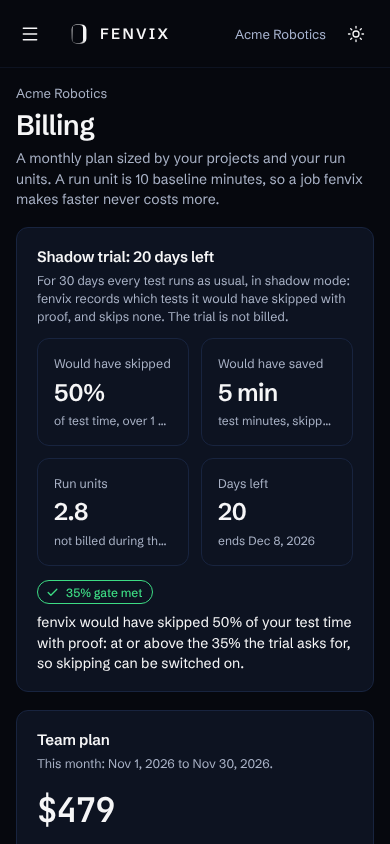 FENVIX
Acme Robotics
Acme Robotics
Billing
A monthly plan sized by your projects and your run
units. A run unit is 10 baseline minutes, so a job fenvix
makes faster never costs more.
Shadow trial: 20 days left
For 30 days every test runs as usual, in shadow mode:
fenvix records which tests it would have skipped with
proof, and skips none. The trial is not billed.
Would have skipped
50%
of test time, over 1 ...
Would have saved
5 min
test minutes, skipp...
Run units
2.8
not billed during th...
Days left
20
ends Dec 8, 2026
35% gate met
fenvix would have skipped 50% of your test time
with proof: at or above the 35% the trial asks for,
so skipping can be switched on.
Team plan
This month: Nov 1, 2026 to Nov 30, 2026.
$479